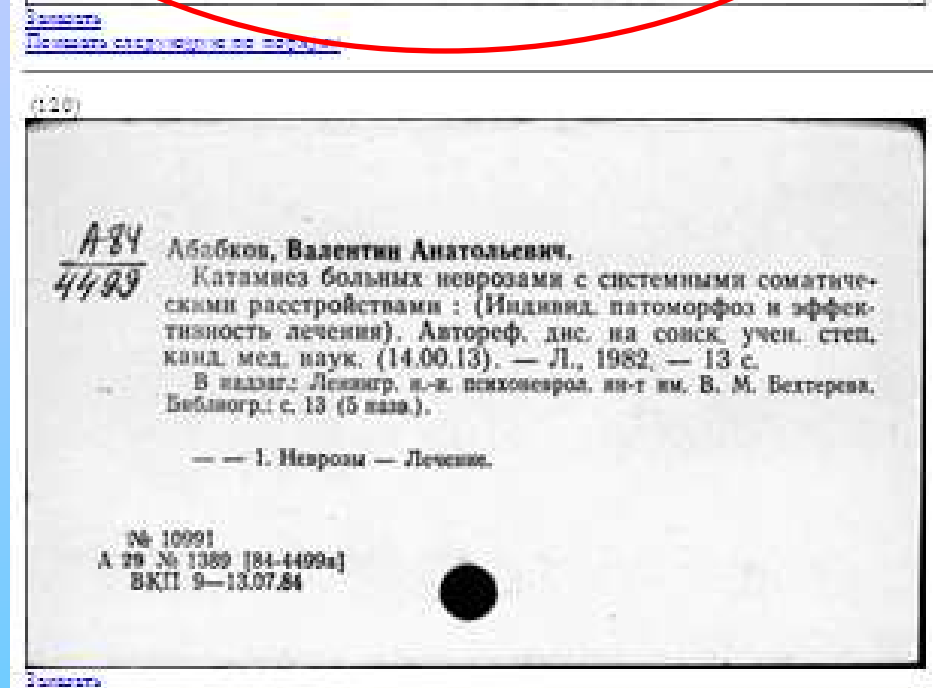 Заказать
Показать следующие по порядку
(120)
А-84
4499
Абабков, Валентин Анатольевич.
Катамнез больных неврозами с системными соматиче-
скими расстройствами : (Индивид. патоморфоз и эффек-
тивность лечения). Автореф. дис. на соиск. учен. степ.
канд. мед. наук. (14.00.13). — Л., 1982. — 13 с.
В надзаг.: Ленингр. н.-и. психоневрол. ин-т им. В. М. Бехтерева.
Библиогр.: с. 13 (5 назв.).
— — 1. Неврозы — Лечение.
№ 10991
А 29 № 1389 [84-4499а]
ВКП 9—13.07.84
Заказать